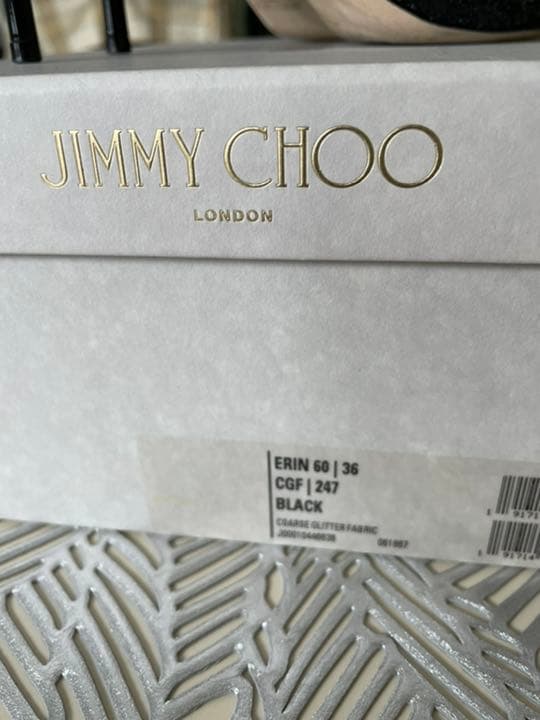 JIMMY CHOO
LONDON
ERIN 60 | 36
CGF | 247
BLACK
COARSE GLITTER FABRIC